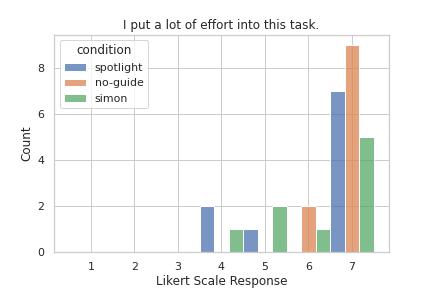 I put a lot of effort into this task.
condition
spotlight
no-guide
simon
8
6
4
2
0
Count
1 2 3 4 5 6 7
Likert Scale Response